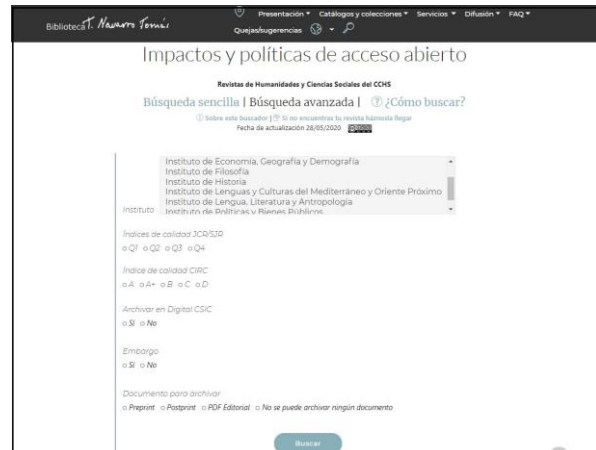 Biblioteca T. Navarro Tomás
Presentación Catálogos y colecciones Servicios Difusión FAQ
Quejas/sugerencias
Impactos y políticas de acceso abierto
Revistas de Humanidades y Ciencias Sociales del CCHS
Búsqueda sencilla | Búsqueda avanzada | ¿Cómo buscar?
Sobre este buscador | Si no encuentras tu revista háznosla llegar
Fecha de actualización 28/05/2020
Instituto de Economía, Geografía y Demografía
Instituto de Filosofía
Instituto de Historia
Instituto de Lenguas y Culturas del Mediterráneo y Oriente Próximo
Instituto de Lengua, Literatura y Antropología
Instituto Instituto de Políticas y Bienes Públicos
Índices de calidad JCR/SJR
Q1 Q2 Q3 Q4
Índice de calidad CIRC
A A+ B C D
Archivar en Digital CSIC
Sí No
Embargo
Sí No
Documento para archivar
Preprint Postprint PDF Editorial No se puede archivar ningún documento
Buscar